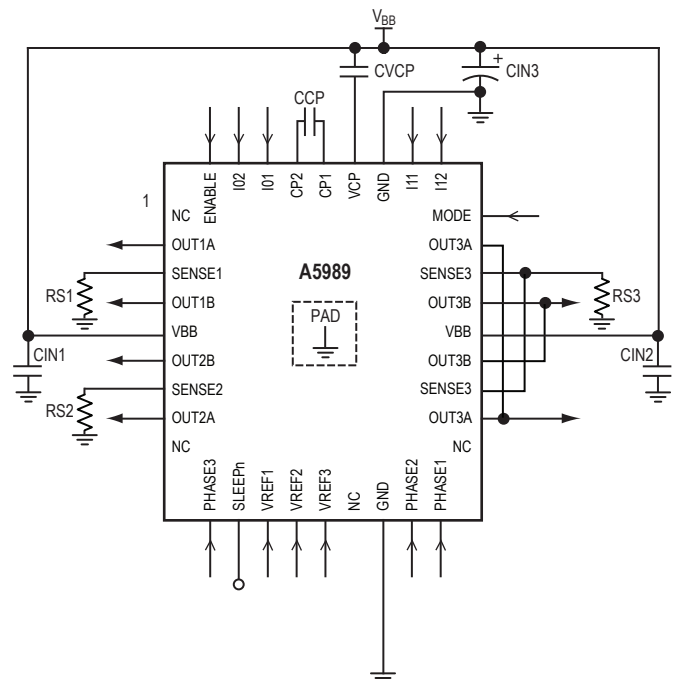 VBB
CVCP
+
CIN3
CCP
ENABLE
I02
I01
CP2
CP1
VCP
GND
I11
I12
1
NC
MODE
OUT1A
OUT3A
SENSE1
A5989
SENSE3
RS1
OUT1B
PAD
OUT3B
RS3
VBB
VBB
CIN1
OUT2B
OUT3B
CIN2
SENSE2
SENSE3
RS2
OUT2A
OUT3A
NC
NC
PHASE3
SLEEPn
VREF1
VREF2
VREF3
NC
GND
PHASE2
PHASE1